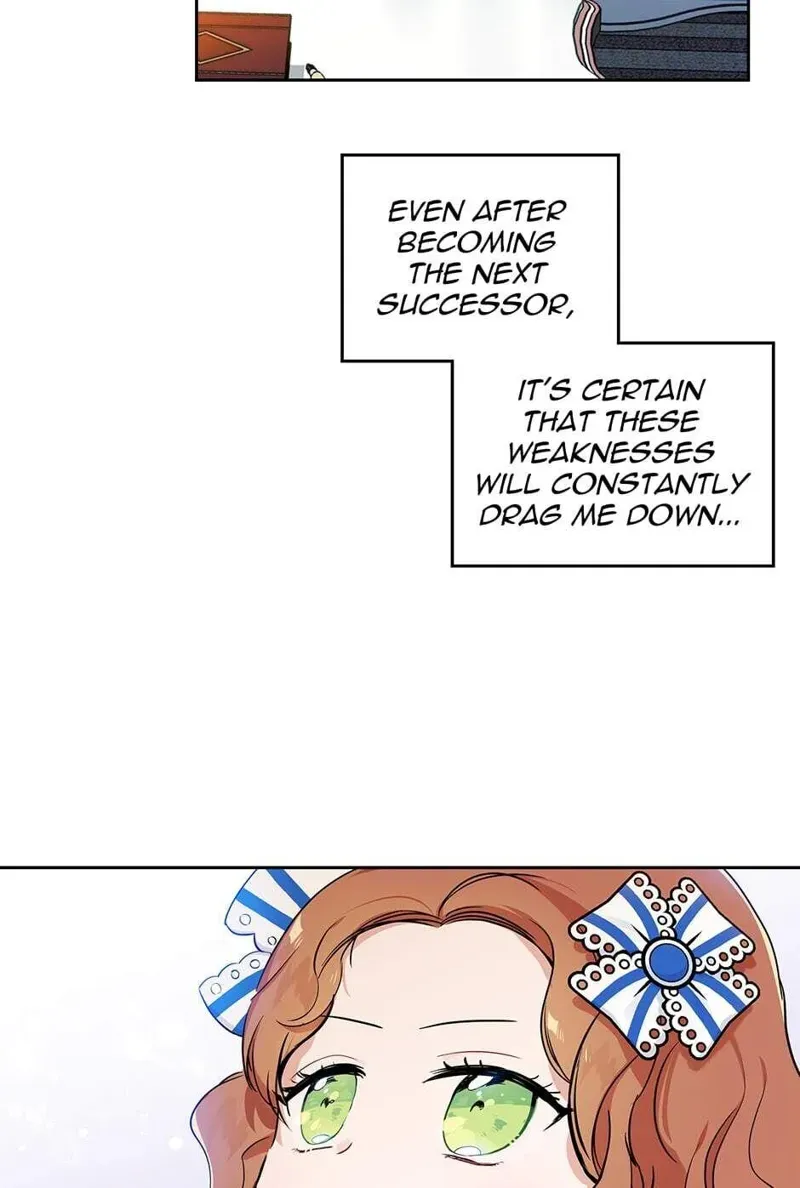 EVEN AFTER
BECOMING
THE NEXT
SUCCESSOR,
IT'S CERTAIN
THAT THESE
WEAKNESSES
WILL CONSTANTLY
DRAG ME DOWN...